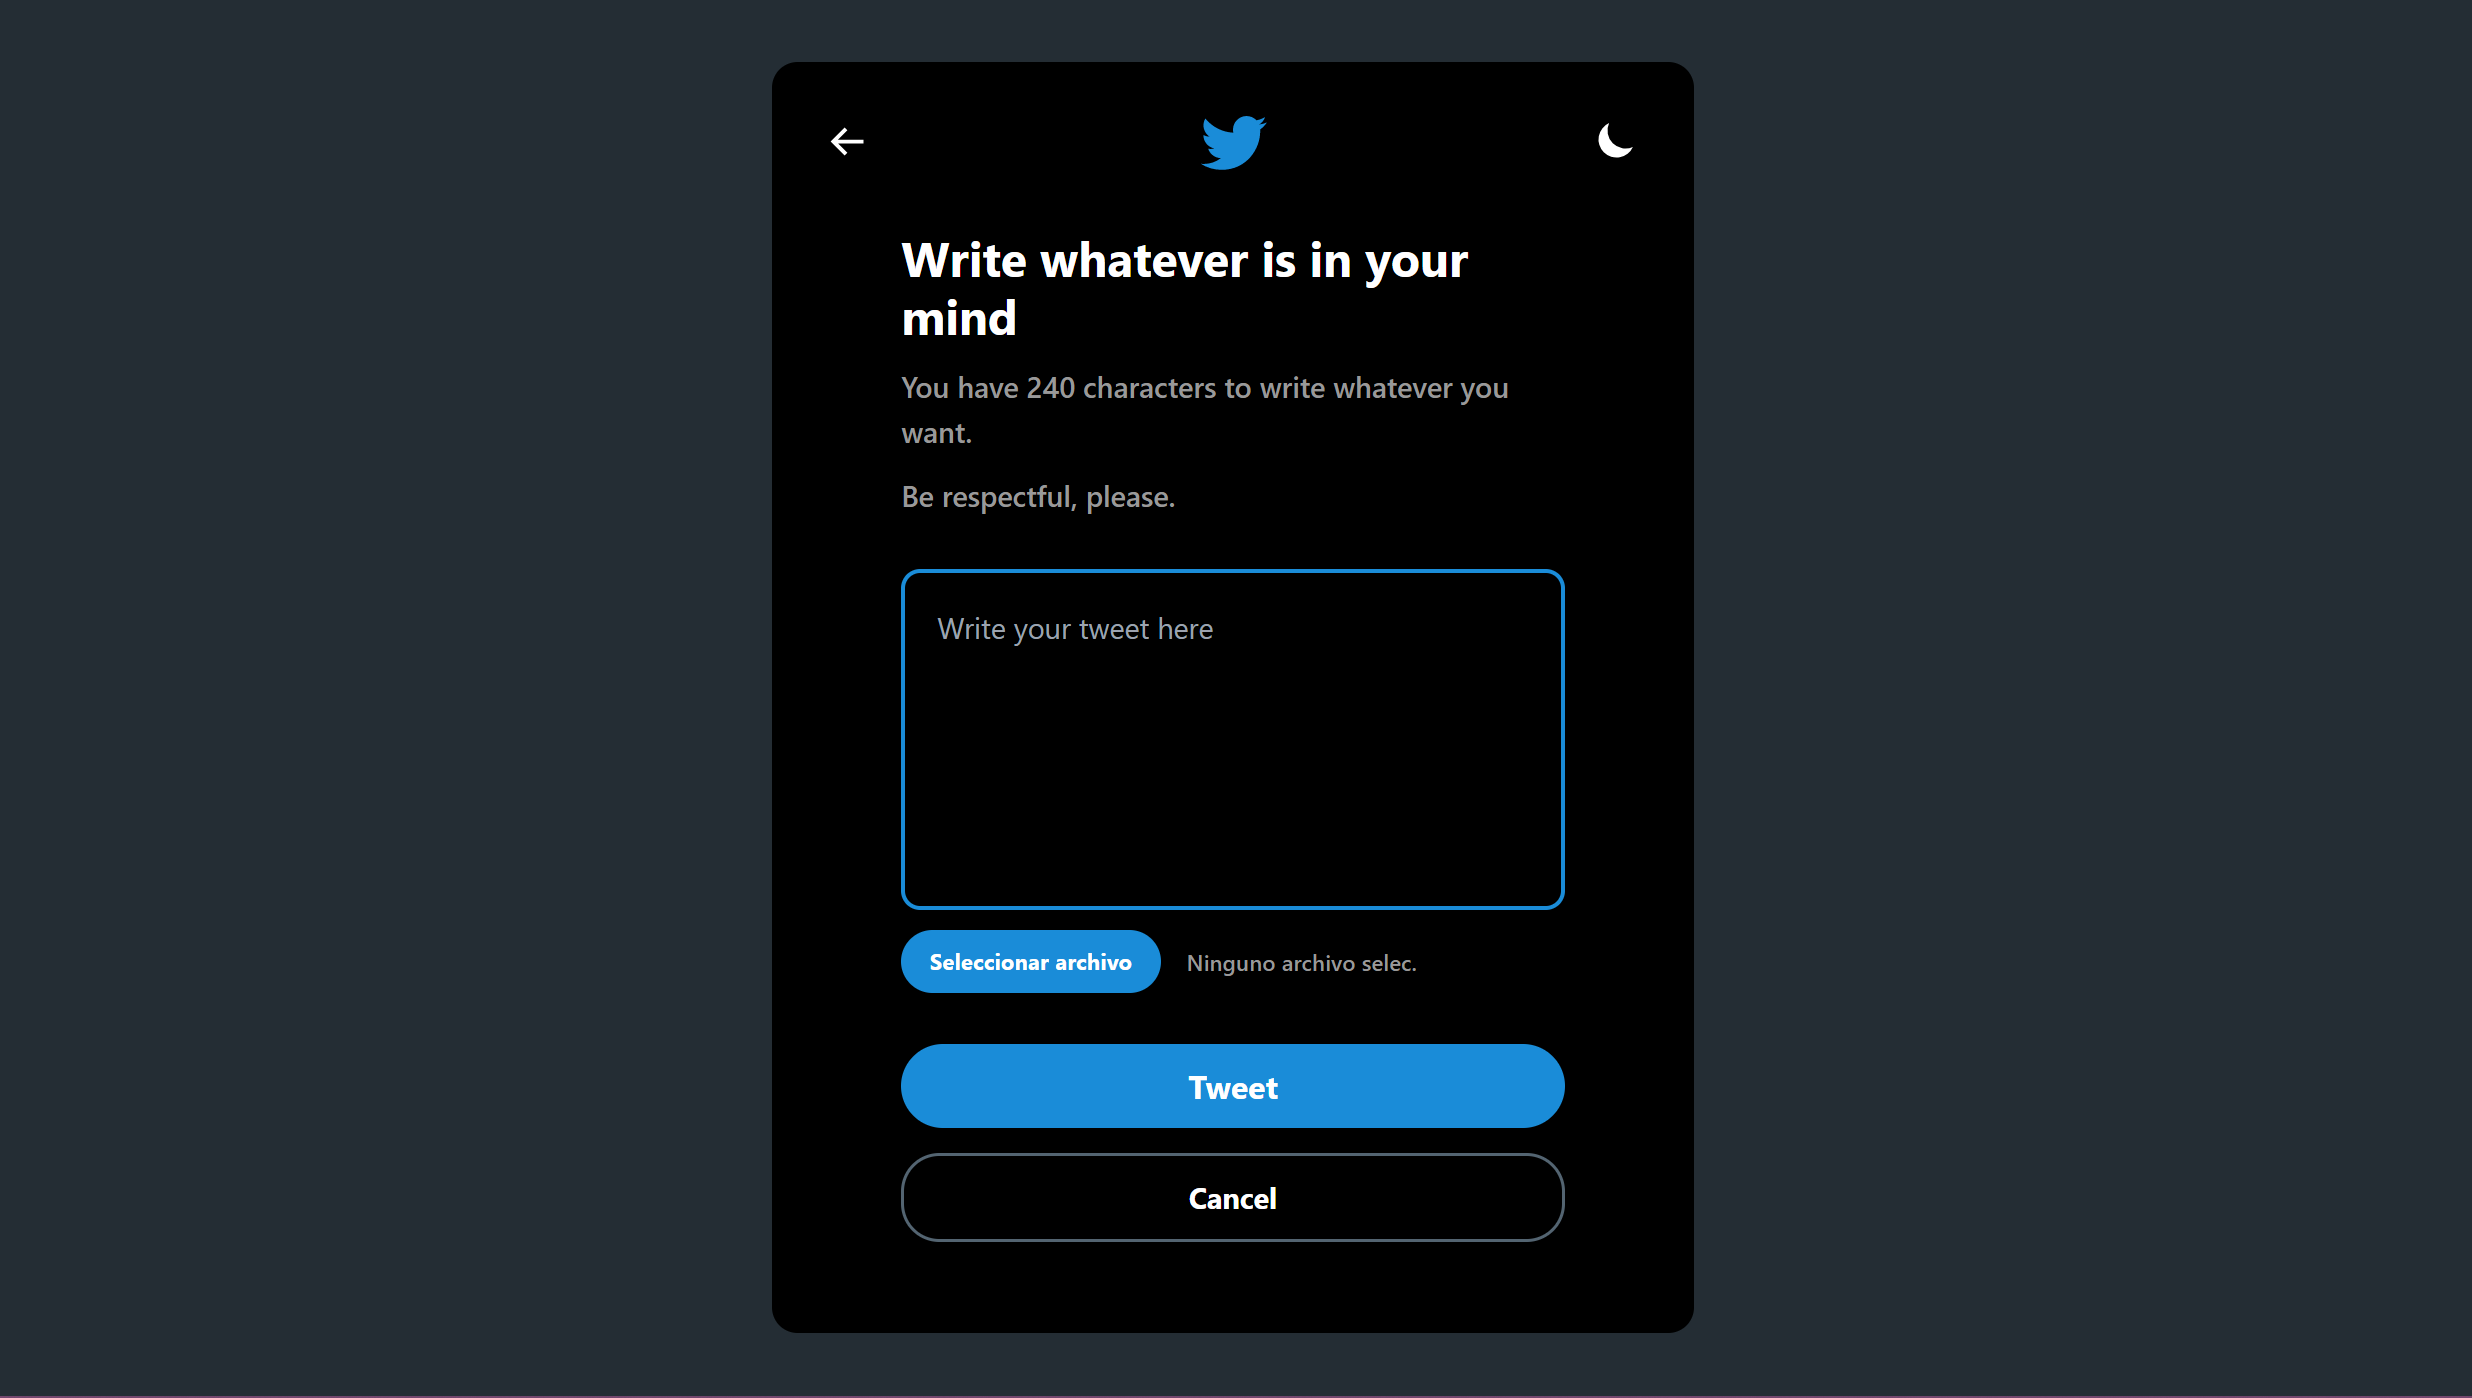 Write whatever is in your
mind
You have 240 characters to write whatever you
want.
Be respectful, please.
Write your tweet here
Seleccionar archivo Ninguno archivo selec.
Tweet
Cancel